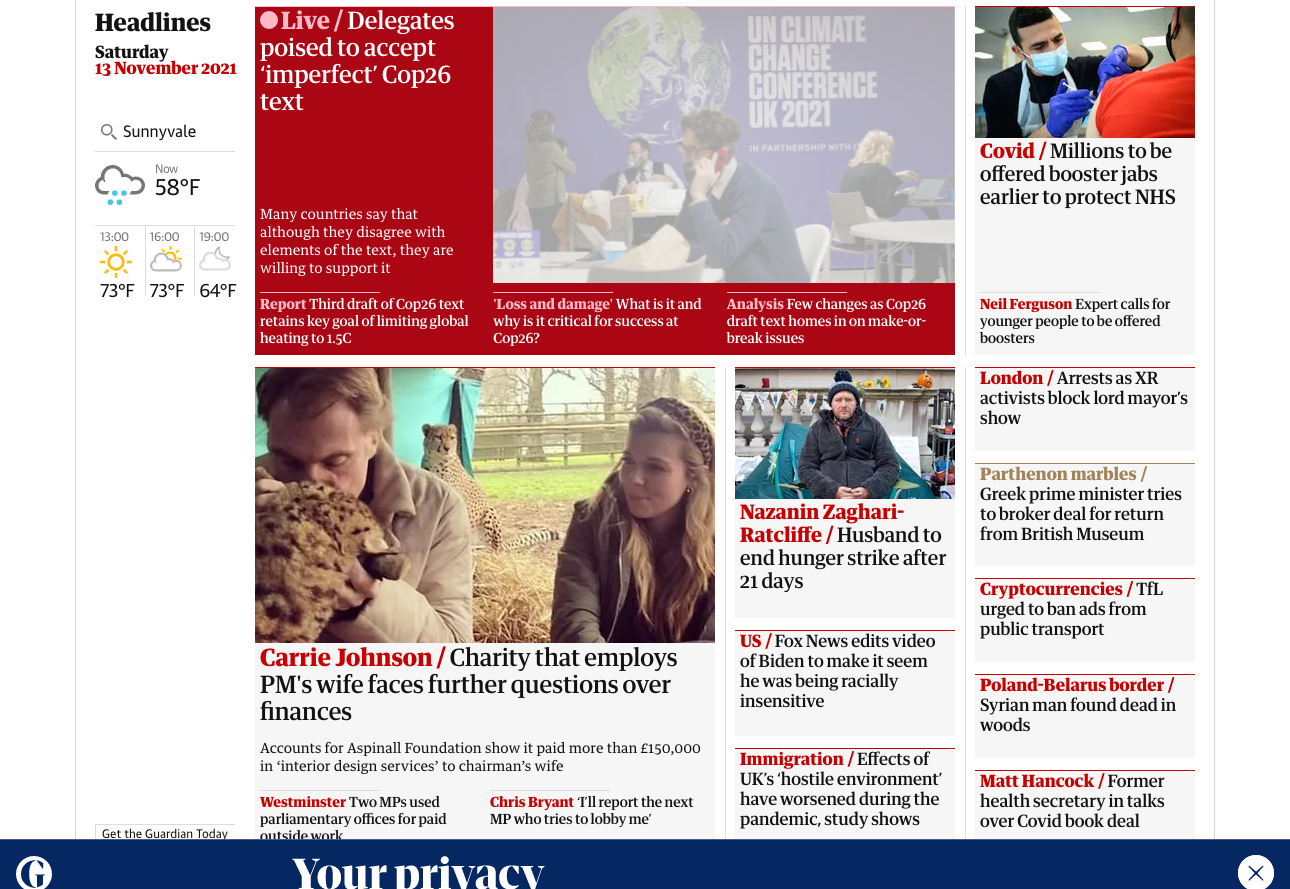 Headlines
Saturday
13 November 2021
Sunnyvale
Now
58°F
13:00
16:00
19:00
73°F
73°F
64°F
Get the Guardian Today
Live / Delegates
poised to accept
‘imperfect’ Cop26
text
Many countries say that
although they disagree with
elements of the text, they are
willing to support it
UN CLIMATE
CHANGE
CONFERENCE
UK 2021
IN PARTNERSHIP WITH
Report Third draft of Cop26 text
retains key goal of limiting global
heating to 1.5C
'Loss and damage' What is it and
why is it critical for success at
Cop26?
Analysis Few changes as Cop26
draft text homes in on make-or-
break issues
Covid / Millions to be
offered booster jabs
earlier to protect NHS
Neil Ferguson Expert calls for
younger people to be offered
boosters
Carrie Johnson / Charity that employs
PM's wife faces further questions over
finances
Accounts for Aspinall Foundation show it paid more than £150,000
in ‘interior design services’ to chairman’s wife
Westminster Two MPs used
parliamentary offices for paid
outside work
Chris Bryant ‘I’ll report the next
MP who tries to lobby me’
Nazanin Zaghari-
Ratcliffe / Husband to
end hunger strike after
21 days
US / Fox News edits video
of Biden to make it seem
he was being racially
insensitive
Immigration / Effects of
UK’s ‘hostile environment’
have worsened during the
pandemic, study shows
London / Arrests as XR
activists block lord mayor’s
show
Parthenon marbles /
Greek prime minister tries
to broker deal for return
from British Museum
Cryptocurrencies / TfL
urged to ban ads from
public transport
Poland-Belarus border /
Syrian man found dead in
woods
Matt Hancock / Former
health secretary in talks
over Covid book deal
G
Your privacy